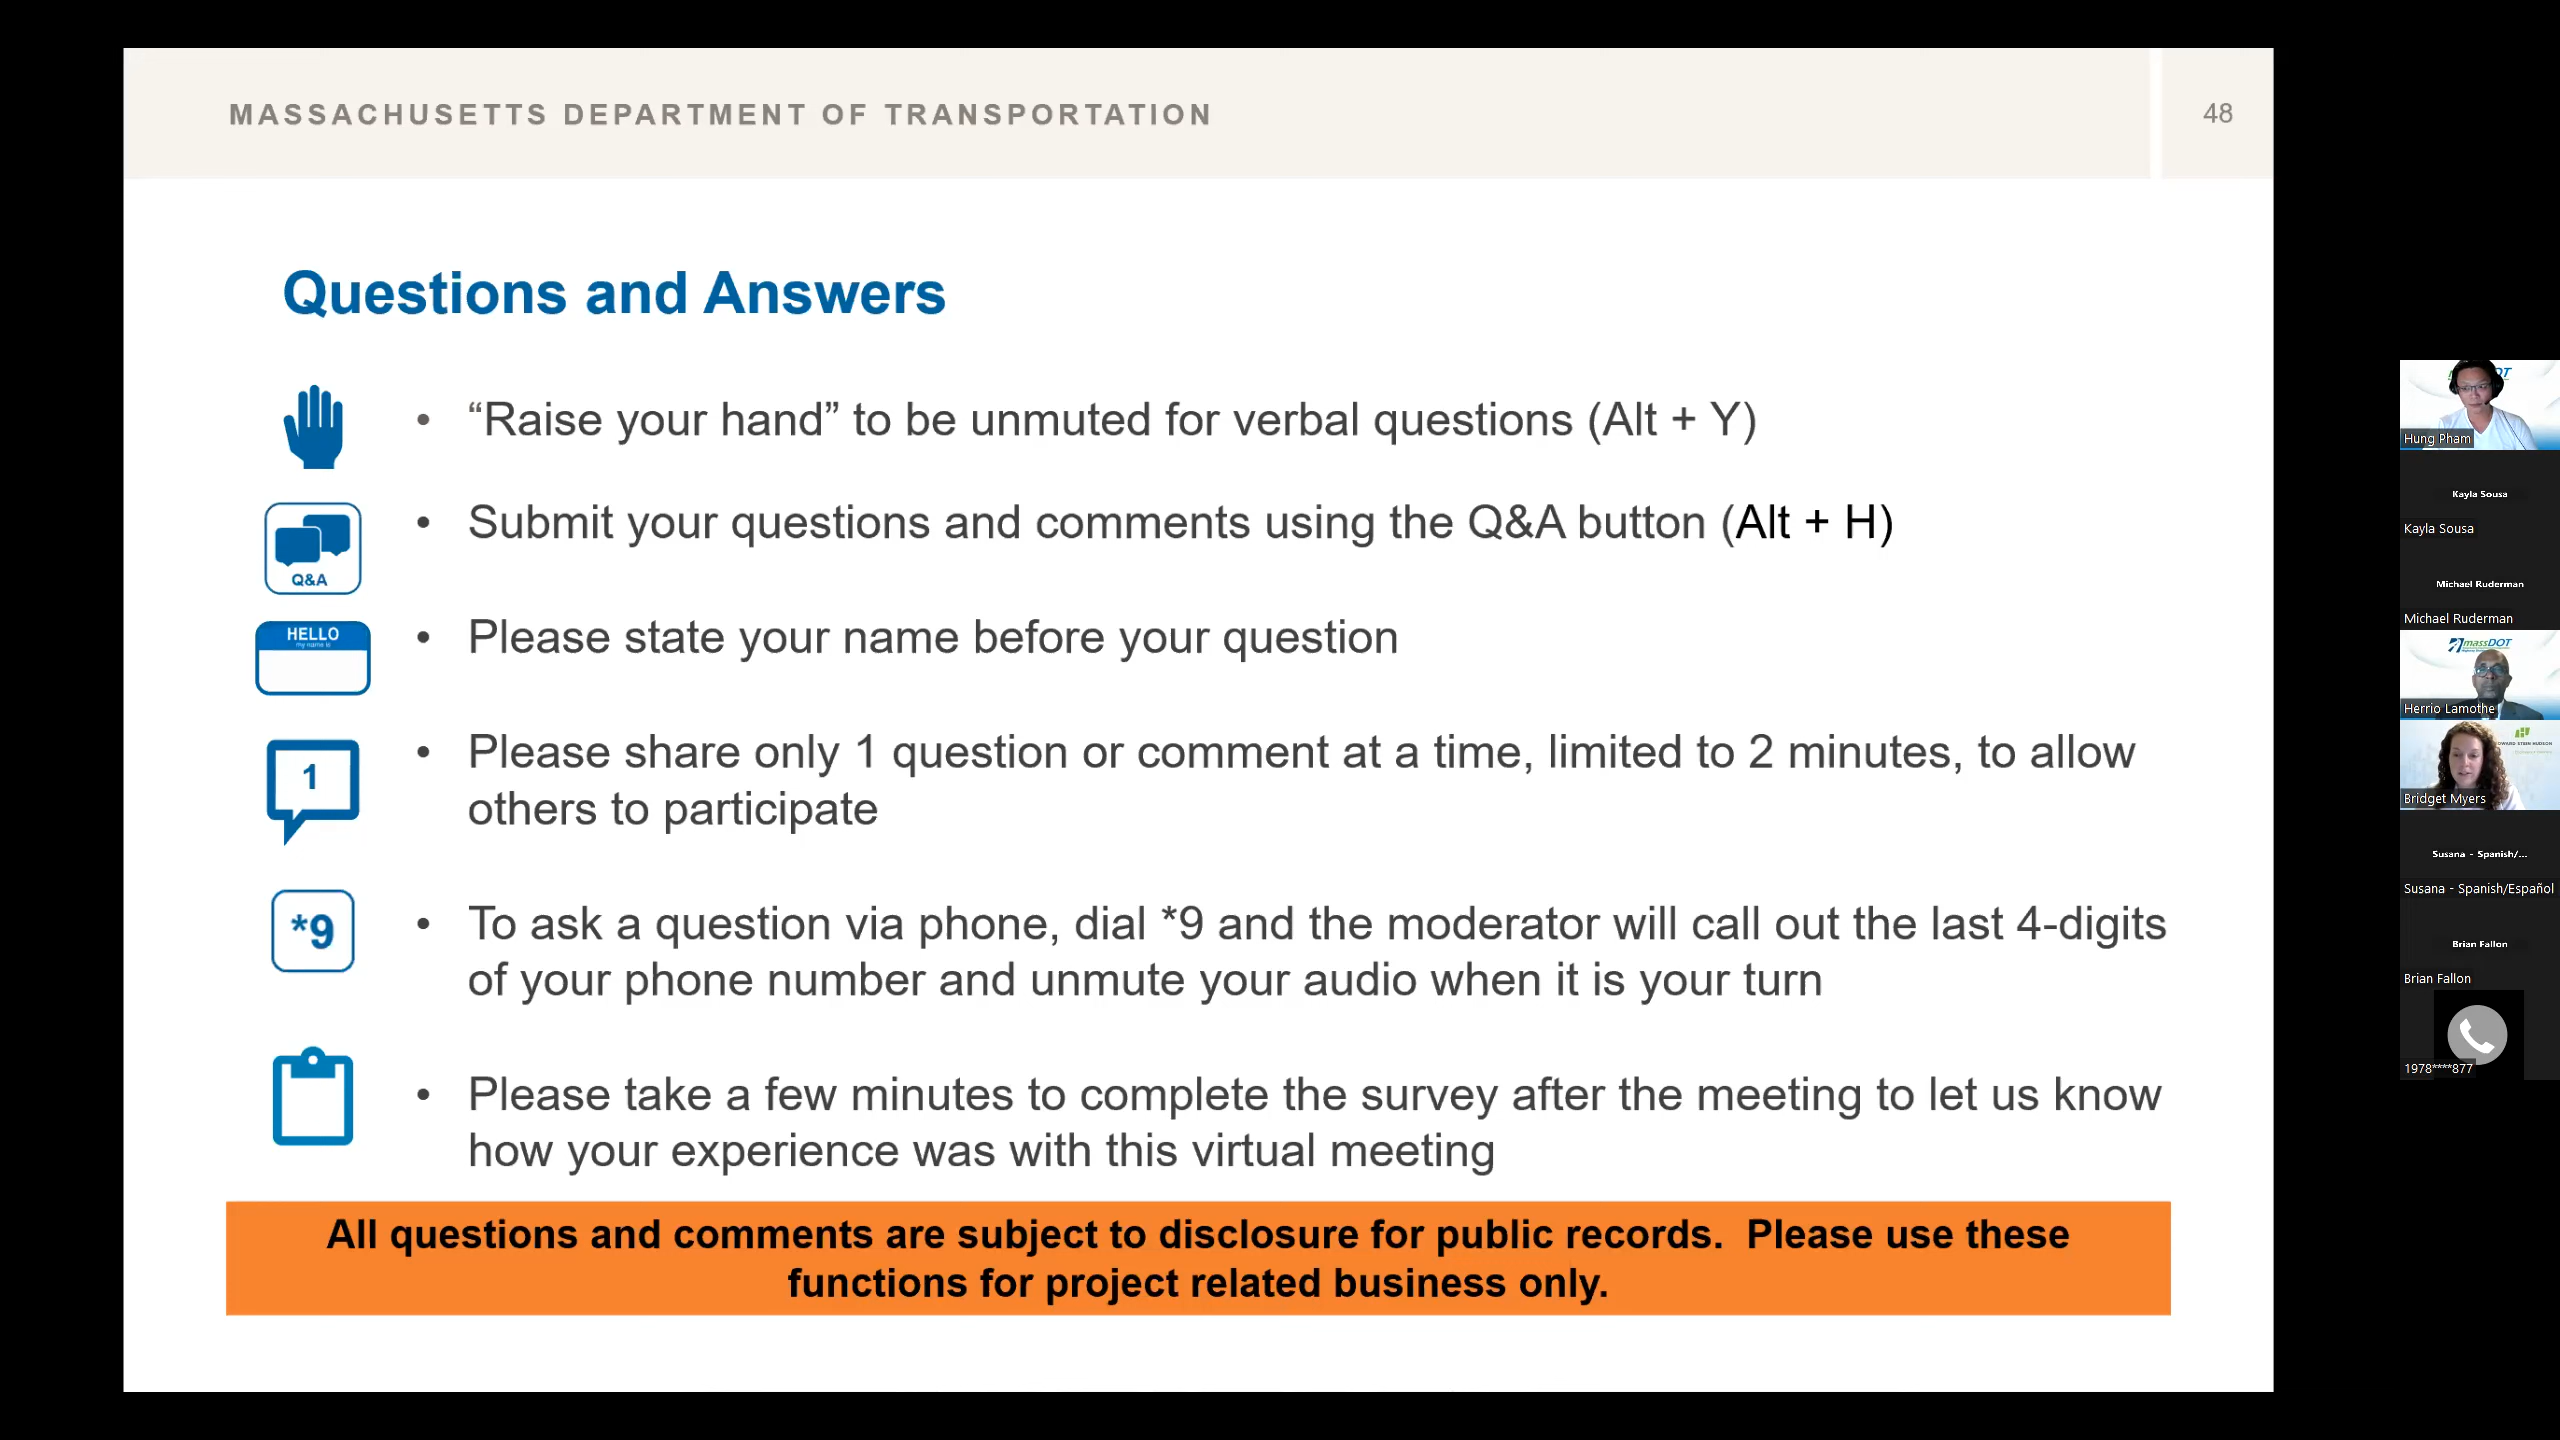 MASSACHUSETTS DEPARTMENT OF TRANSPORTATION
48
Questions and Answers
• “Raise your hand” to be unmuted for verbal questions (Alt + Y)
Q&A
• Submit your questions and comments using the Q&A button (Alt + H)
HELLO
my name is
• Please state your name before your question
1
• Please share only 1 question or comment at a time, limited to 2 minutes, to allow
others to participate
*9
• To ask a question via phone, dial *9 and the moderator will call out the last 4-digits
of your phone number and unmute your audio when it is your turn
• Please take a few minutes to complete the survey after the meeting to let us know
how your experience was with this virtual meeting
All questions and comments are subject to disclosure for public records.  Please use these
functions for project related business only.
Hung Pham
Kayla Sousa
Kayla Sousa
Michael Ruderman
Michael Ruderman
massDOT
Herrio Lamothe
Bridget Myers
Susana - Spanish/...
Susana - Spanish/Español
Brian Fallon
Brian Fallon
1978****877